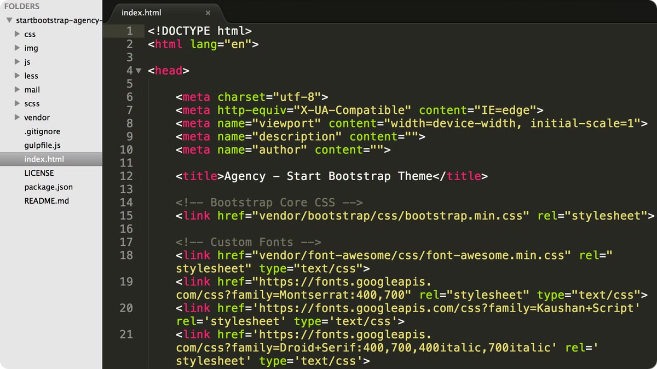 FOLDERS
startbootstrap-agency-
css
img
js
less
mail
scss
vendor
.gitignore
gulpfile.js
index.html
LICENSE
package.json
README.md
index.html ×
1 <!DOCTYPE html>
2 <html lang="en">
3
4 <head>
5
6 <meta charset="utf-8">
7 <meta http-equiv="X-UA-Compatible" content="IE=edge">
8 <meta name="viewport" content="width=device-width, initial-scale=1">
9 <meta name="description" content="">
10 <meta name="author" content="">
11
12 <title>Agency - Start Bootstrap Theme</title>
13
14 <!-- Bootstrap Core CSS -->
15 <link href="vendor/bootstrap/css/bootstrap.min.css" rel="stylesheet">
16
17 <!-- Custom Fonts -->
18 <link href="vendor/font-awesome/css/font-awesome.min.css" rel="
stylesheet" type="text/css">
19 <link href="https://fonts.googleapis.
com/css?family=Montserrat:400,700" rel="stylesheet" type="text/css">
20 <link href='https://fonts.googleapis.com/css?family=Kaushan+Script'
rel='stylesheet' type='text/css'>
21 <link href='https://fonts.googleapis.
com/css?family=Droid+Serif:400,700,400italic,700italic' rel='
stylesheet' type='text/css'>